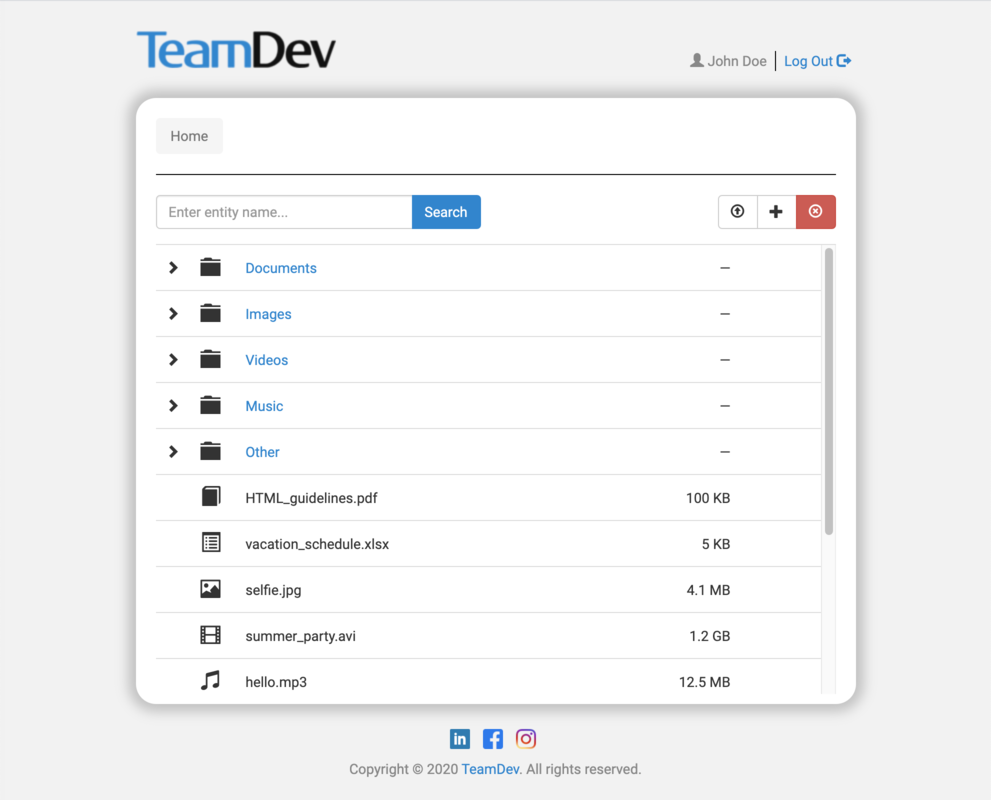 TeamDev
John Doe | Log Out
Home
Enter entity name... Search
Documents —
Images —
Videos —
Music —
Other —
HTML_guidelines.pdf 100 KB
vacation_schedule.xlsx 5 KB
selfie.jpg 4.1 MB
summer_party.avi 1.2 GB
hello.mp3 12.5 MB
in f
Copyright © 2020 TeamDev. All rights reserved.